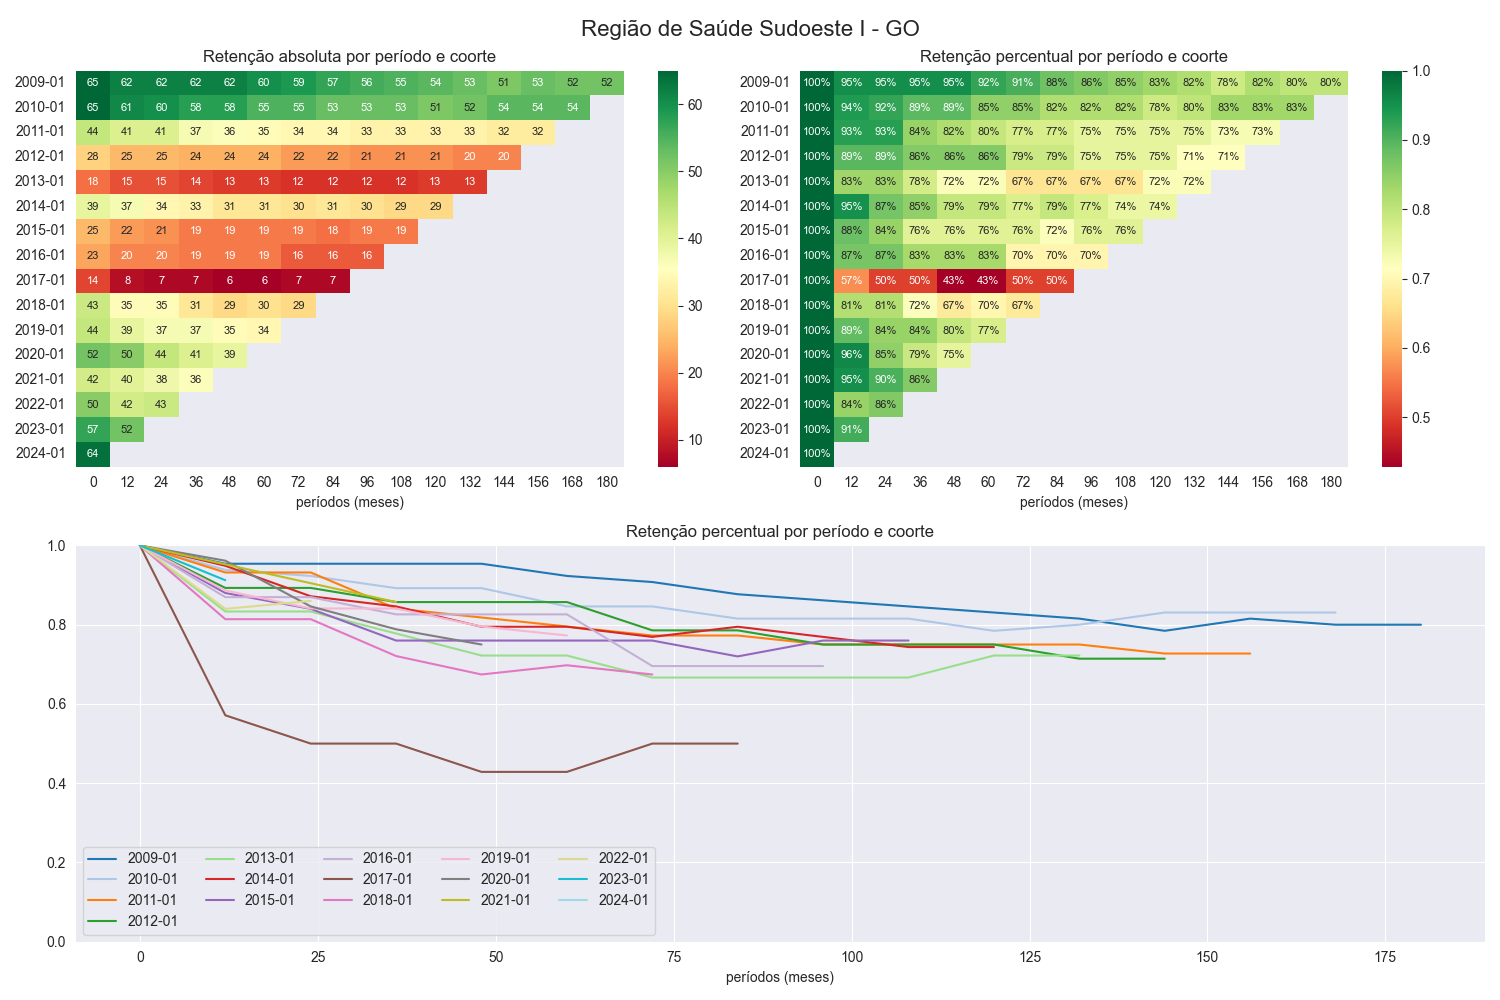 Região de Saúde Sudoeste I - GO
Retenção absoluta por período e coorte
2009-01 65 62 62 62 62 60 59 57 56 55 54 53 51 53 52 52
2010-01 65 61 60 58 58 55 55 53 53 53 51 52 54 54 54
2011-01 44 41 41 37 36 35 34 34 33 33 33 33 32 32
2012-01 28 25 25 24 24 24 22 22 21 21 21 20 20
2013-01 18 15 15 14 13 13 12 12 12 12 13 13
2014-01 39 37 34 33 31 31 30 31 30 29 29
2015-01 25 22 21 19 19 19 19 18 19 19
2016-01 23 20 20 19 19 19 16 16 16
2017-01 14 8 7 7 6 6 7 7
2018-01 43 35 35 31 29 30 29
2019-01 44 39 37 37 35 34
2020-01 52 50 44 41 39
2021-01 42 40 38 36
2022-01 50 42 43
2023-01 57 52
2024-01 64
0 12 24 36 48 60 72 84 96 108 120 132 144 156 168 180
períodos (meses)
60
50
40
30
20
10
Retenção percentual por período e coorte
2009-01 100% 95% 95% 95% 95% 92% 91% 88% 86% 85% 83% 82% 78% 82% 80% 80%
2010-01 100% 94% 92% 89% 89% 85% 85% 82% 82% 82% 78% 80% 83% 83% 83%
2011-01 100% 93% 93% 84% 82% 80% 77% 77% 75% 75% 75% 75% 73% 73%
2012-01 100% 89% 89% 86% 86% 86% 79% 79% 75% 75% 75% 71% 71%
2013-01 100% 83% 83% 78% 72% 72% 67% 67% 67% 67% 72% 72%
2014-01 100% 95% 87% 85% 79% 79% 77% 79% 77% 74% 74%
2015-01 100% 88% 84% 76% 76% 76% 76% 72% 76% 76%
2016-01 100% 87% 87% 83% 83% 83% 70% 70% 70%
2017-01 100% 57% 50% 50% 43% 43% 50% 50%
2018-01 100% 81% 81% 72% 67% 70% 67%
2019-01 100% 89% 84% 84% 80% 77%
2020-01 100% 96% 85% 79% 75%
2021-01 100% 95% 90% 86%
2022-01 100% 84% 86%
2023-01 100% 91%
2024-01 100%
0 12 24 36 48 60 72 84 96 108 120 132 144 156 168 180
períodos (meses)
1.0
0.9
0.8
0.7
0.6
0.5
Retenção percentual por período e coorte
1.0
0.8
0.6
0.4
0.2
0.0
2009-01 2013-01 2016-01 2019-01 2022-01
2010-01 2014-01 2017-01 2020-01 2023-01
2011-01 2015-01 2018-01 2021-01 2024-01
2012-01
0 25 50 75 100 125 150 175
períodos (meses)